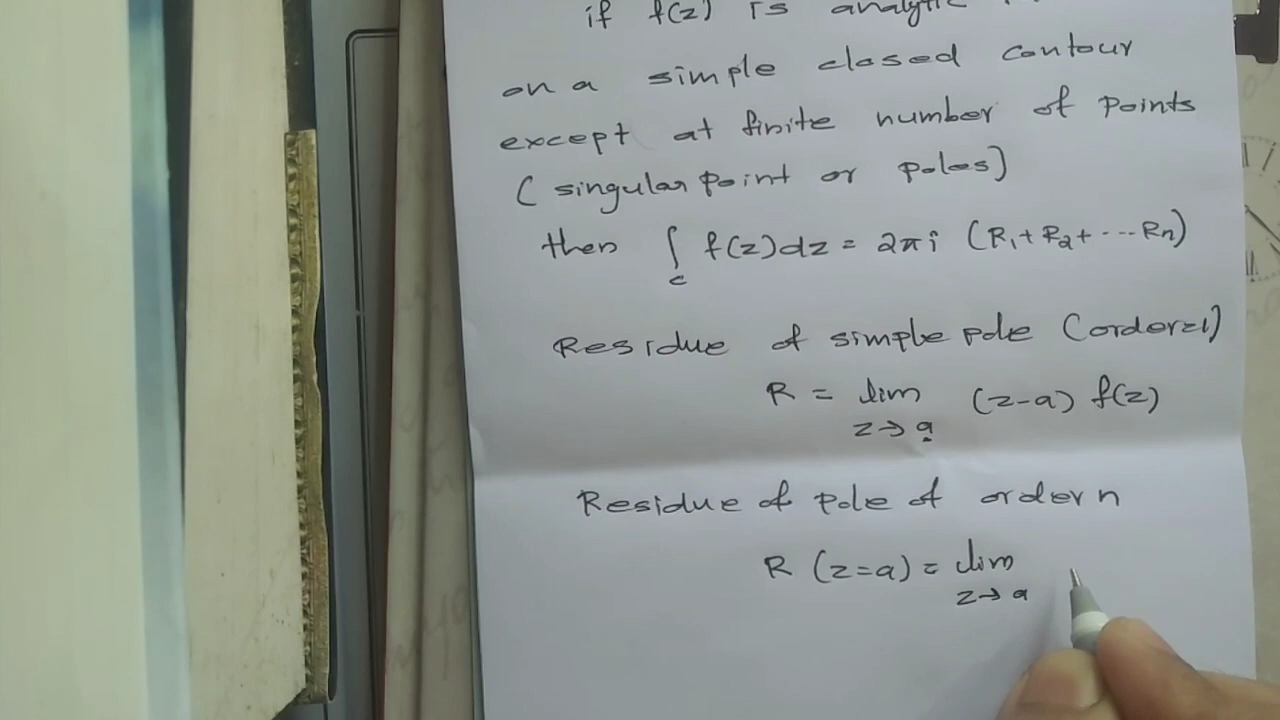 if f(z) is analytic
on a simple closed contour
except at finite number of points
( singular point or poles)
then ∫c f(z)dz = 2πi (R₁+R₂+---Rn)
Residue of simple pole (order=1)
R = lim z→a (z-a) f(z)
Residue of pole of order n
R (z=a) = lim z→a